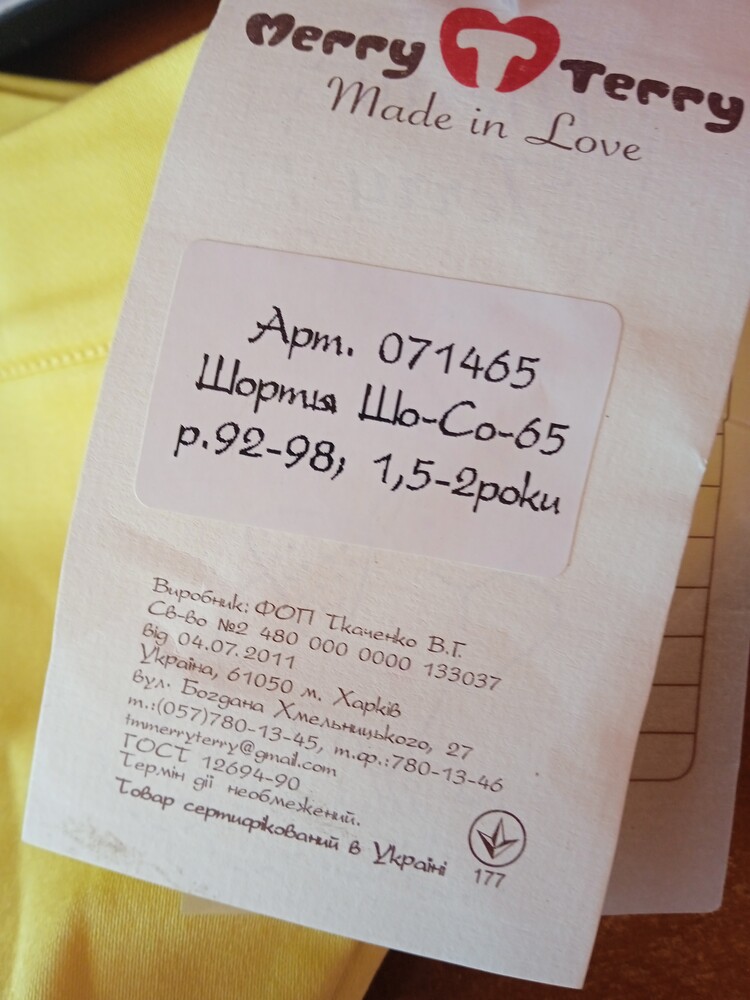 Merry T Terry
Made in Love
Арт. 071465
Шорты Шо-Со-65
р.92-98; 1,5-2роки
Виробник: ФОП Ткаченко В.Г.
Св-во №2 480 000 0000 133037
від 04.07.2011
Україна, 61050 м. Харків
вул. Богдана Хмельницького, 27
т.:(057)780-13-45, т.ф.:780-13-46
tmmerryterry@gmail.com
ГОСТ 12694-90
Термін дії необмежений.
Товар сертифікований в Україні
177